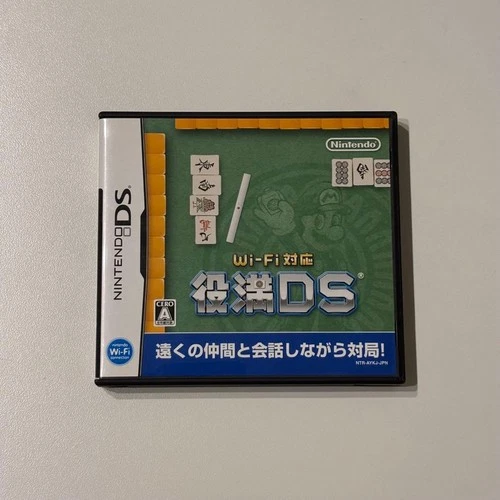 NINTENDO DS
Nintendo
Wi-Fi対応
役満DS®
CERO
A
nintendo
Wi-Fi
connection
遠くの仲間と会話しながら対局!
NTR-AYKJ-JPN